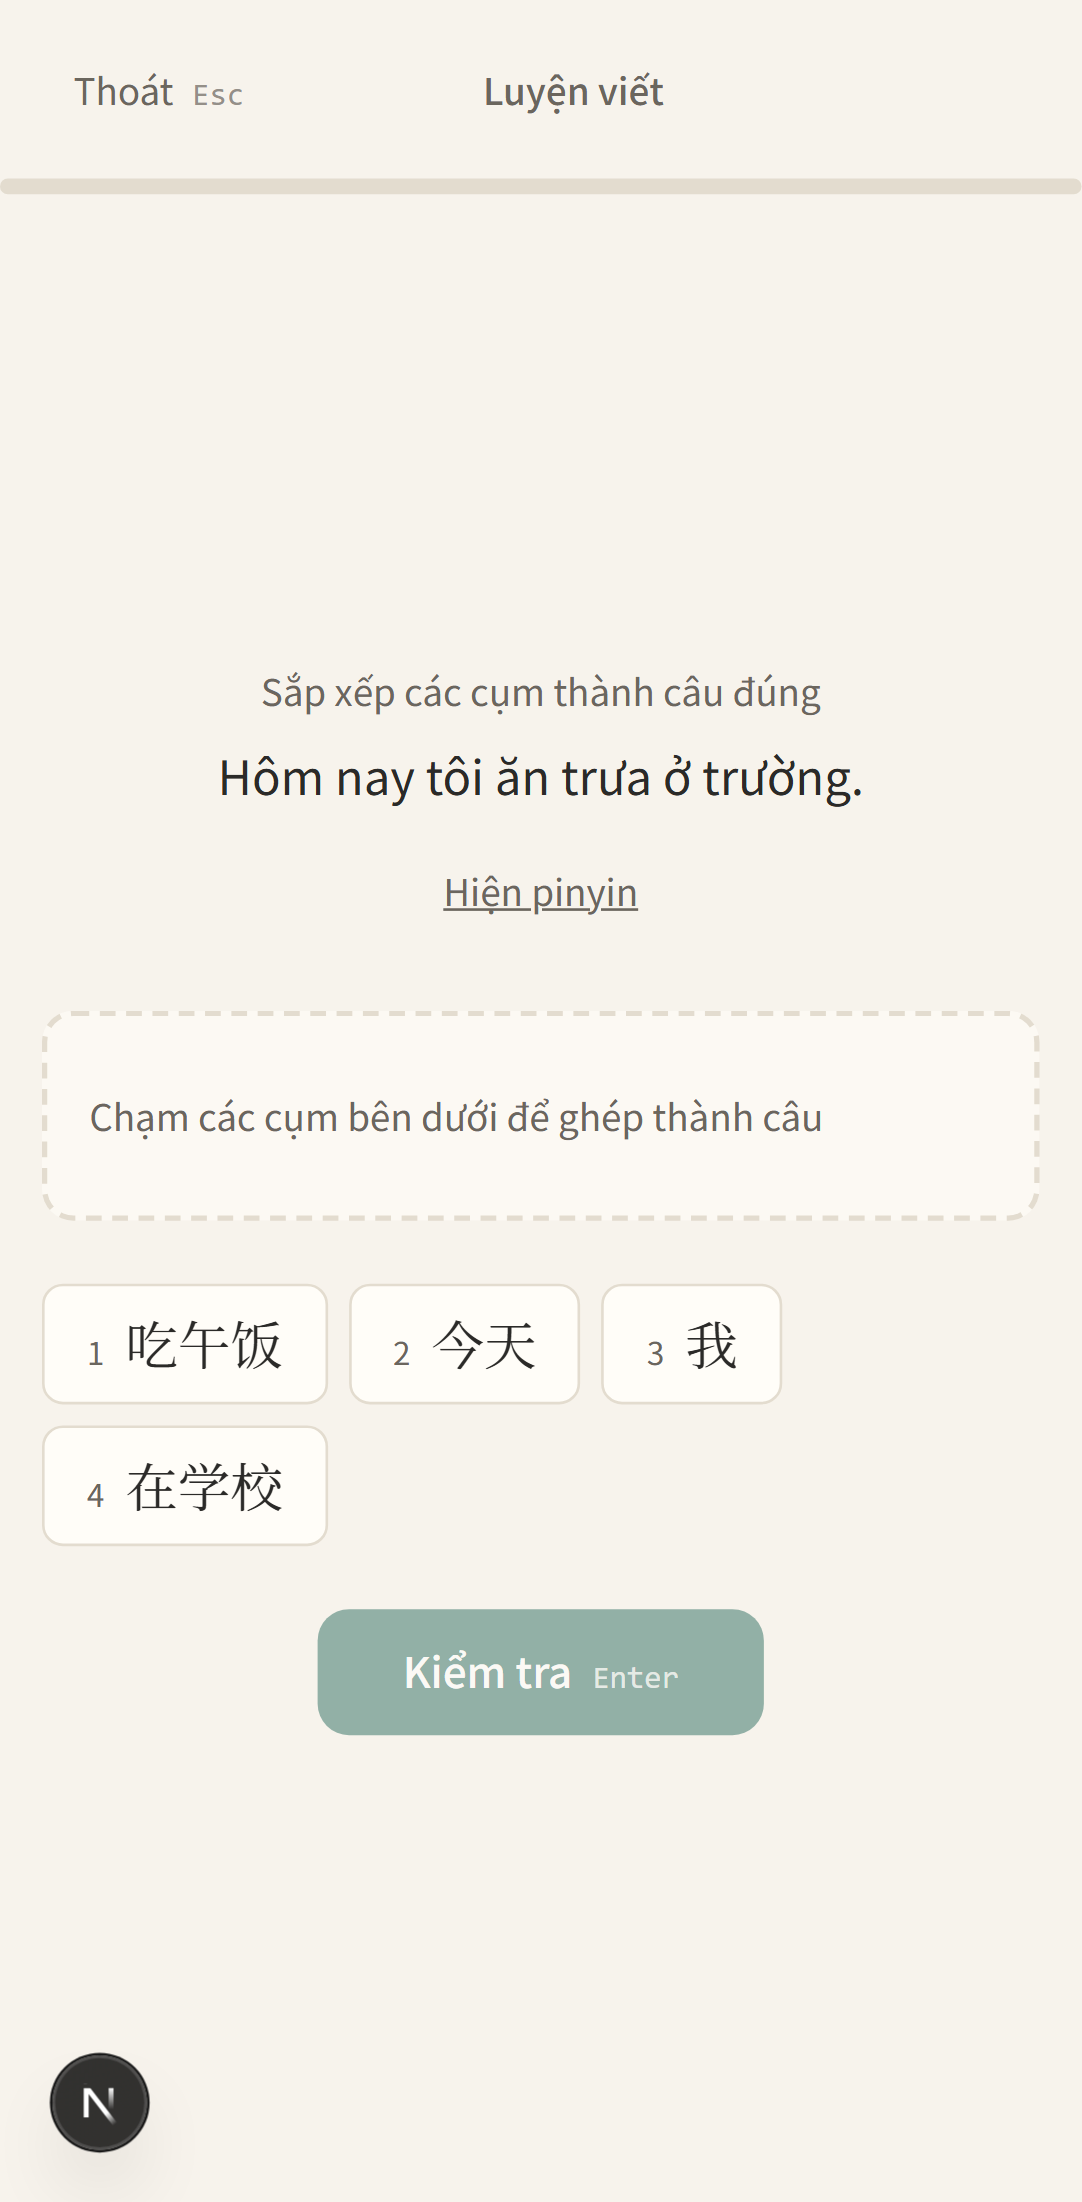 Thoát Esc Luyện viết
Sắp xếp các cụm thành câu đúng
Hôm nay tôi ăn trưa ở trường.
Hiện pinyin
Chạm các cụm bên dưới để ghép thành câu
1 吃午饭 2 今天 3 我
4 在学校
Kiểm tra Enter
N